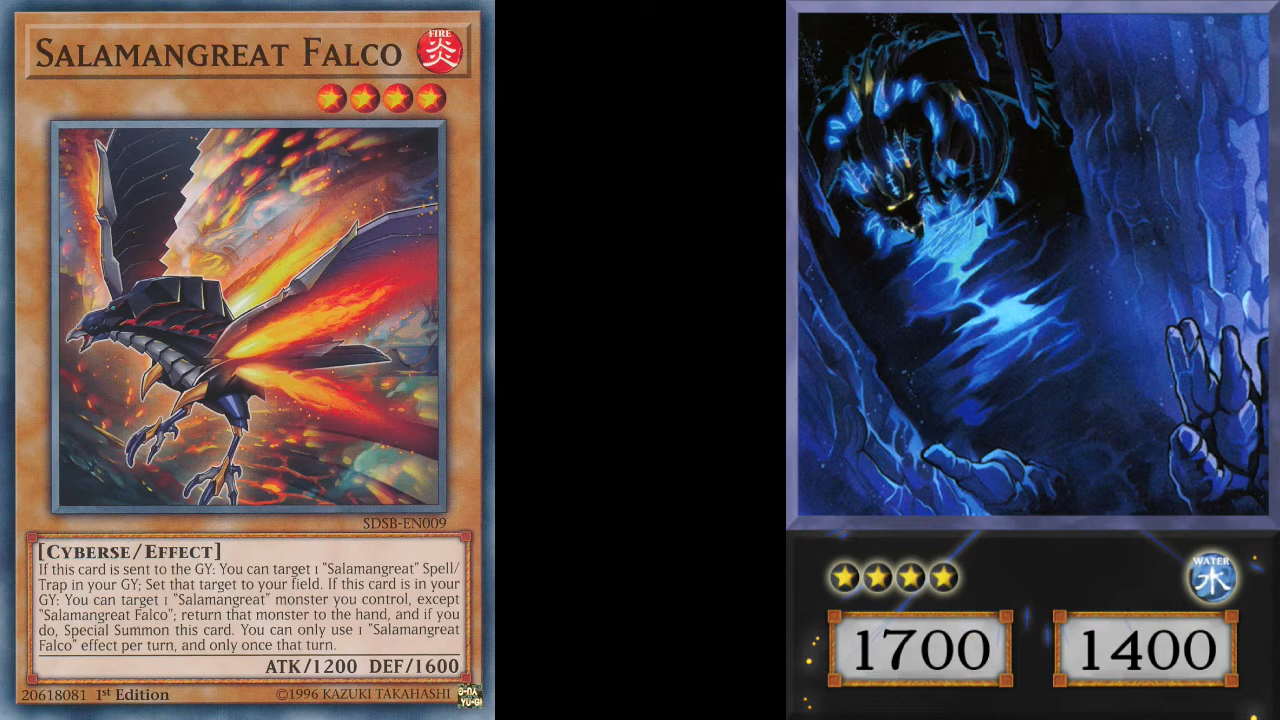 SALAMANGREAT FALCO
FIRE
炎
SDSB-EN009
[CYBERSE/EFFECT]
If this card is sent to the GY: You can target 1 "Salamangreat" Spell/
Trap in your GY; Set that target to your field. If this card is in your
GY: You can target 1 "Salamangreat" monster you control, except
"Salamangreat Falco"; return that monster to the hand, and if you
do, Special Summon this card. You can only use 1 "Salamangreat
Falco" effect per turn, and only once that turn.
ATK/1200 DEF/1600
20618081 1st Edition
©1996 KAZUKI TAKAHASHI
WATER
水
1700
1400